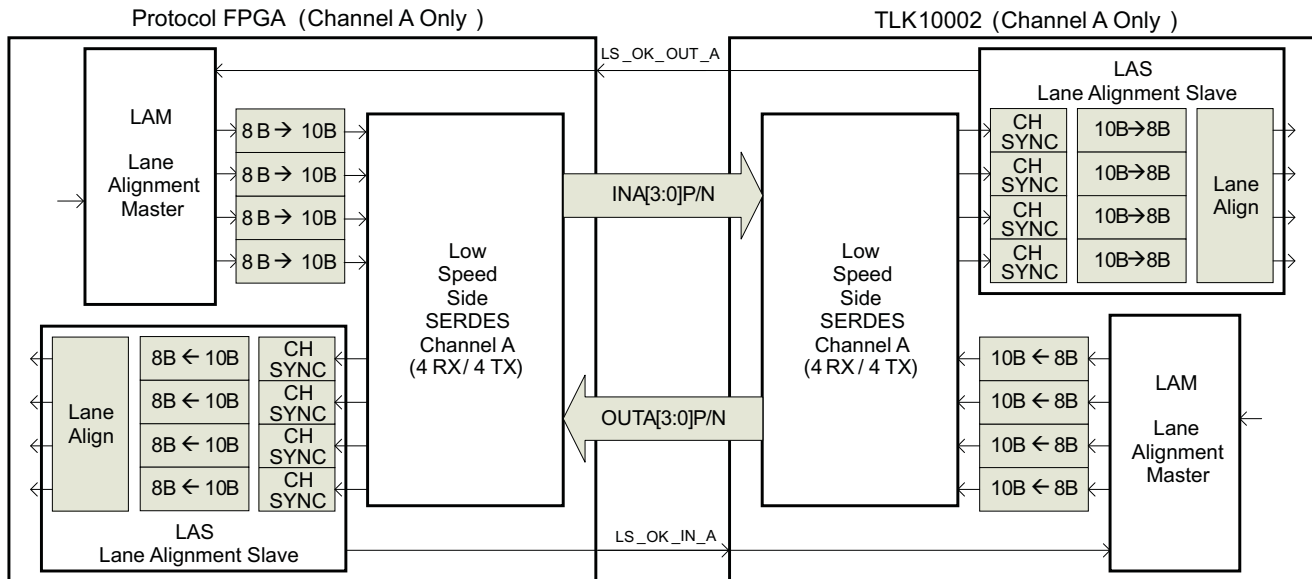 Protocol FPGA (Channel A Only)
TLK10002 (Channel A Only)
LS_OK_OUT_A
LAM
Lane
Alignment
Master
8B→ 10B
8B→ 10B
8B→ 10B
8B→ 10B
Low
Speed
Side
SERDES
Channel A
(4 RX/ 4 TX)
INA[3:0]P/N
Low
Speed
Side
SERDES
Channel A
(4 RX/ 4 TX)
LAS
Lane Alignment Slave
CH
SYNC
CH
SYNC
CH
SYNC
CH
SYNC
10B→8B
10B→8B
10B→8B
10B→8B
Lane
Align
Lane
Align
8B ← 10B
8B ← 10B
8B ← 10B
8B ← 10B
CH
SYNC
CH
SYNC
CH
SYNC
CH
SYNC
LAS
Lane Alignment Slave
OUTA[3:0]P/N
10B ← 8B
10B ← 8B
10B ← 8B
10B ← 8B
LAM
Lane
Alignment
Master
LS_OK_IN_A